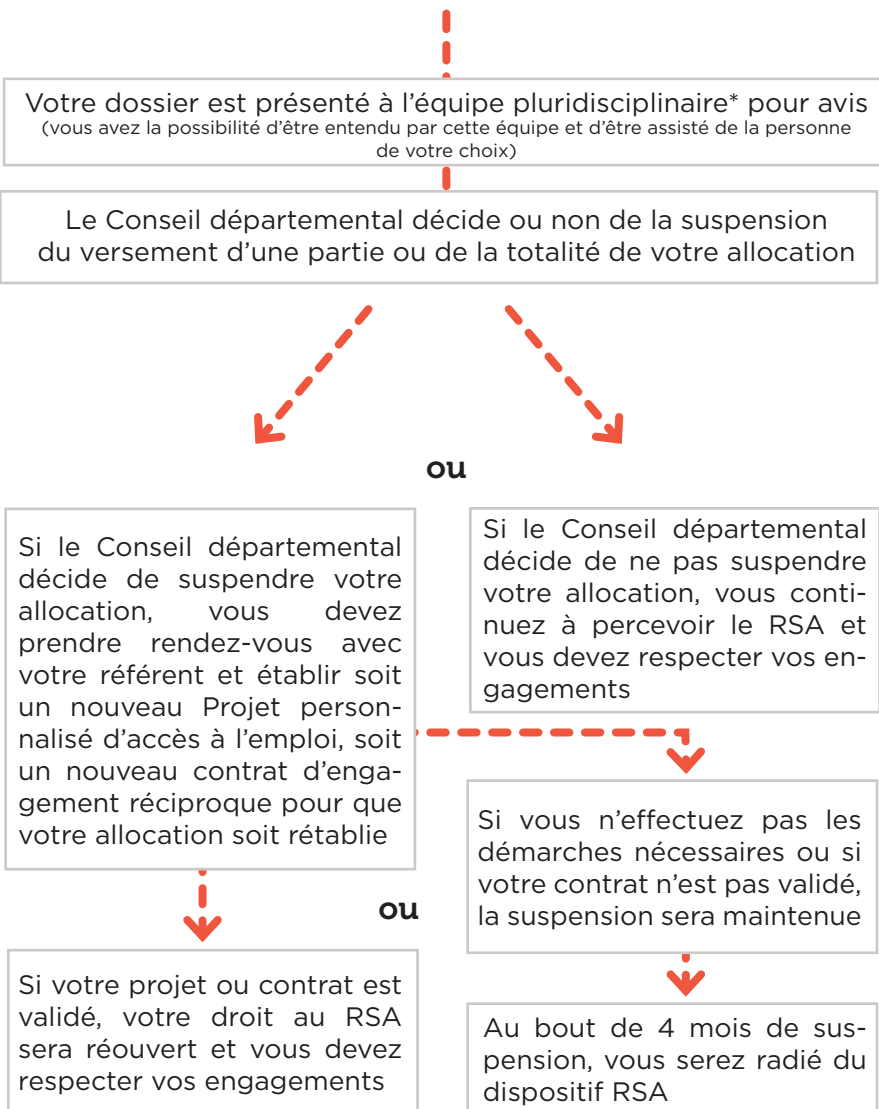 Votre dossier est présenté à l'équipe pluridisciplinaire* pour avis
(vous avez la possibilité d'être entendu par cette équipe et d'être assisté de la personne
de votre choix)
Le Conseil départemental décide ou non de la suspension
du versement d'une partie ou de la totalité de votre allocation
ou
Si le Conseil départemental
décide de suspendre votre
allocation, vous devez
prendre rendez-vous avec
votre référent et établir soit
un nouveau Projet person-
nalisé d'accès à l'emploi, soit
un nouveau contrat d'enga-
gement réciproque pour que
votre allocation soit rétablie
Si le Conseil départemental
décide de ne pas suspendre
votre allocation, vous conti-
nuez à percevoir le RSA et
vous devez respecter vos en-
gagements
ou
Si votre projet ou contrat est
validé, votre droit au RSA
sera réouvert et vous devez
respecter vos engagements
Si vous n'effectuez pas les
démarches nécessaires ou si
votre contrat n'est pas validé,
la suspension sera maintenue
Au bout de 4 mois de sus-
pension, vous serez radié du
dispositif RSA